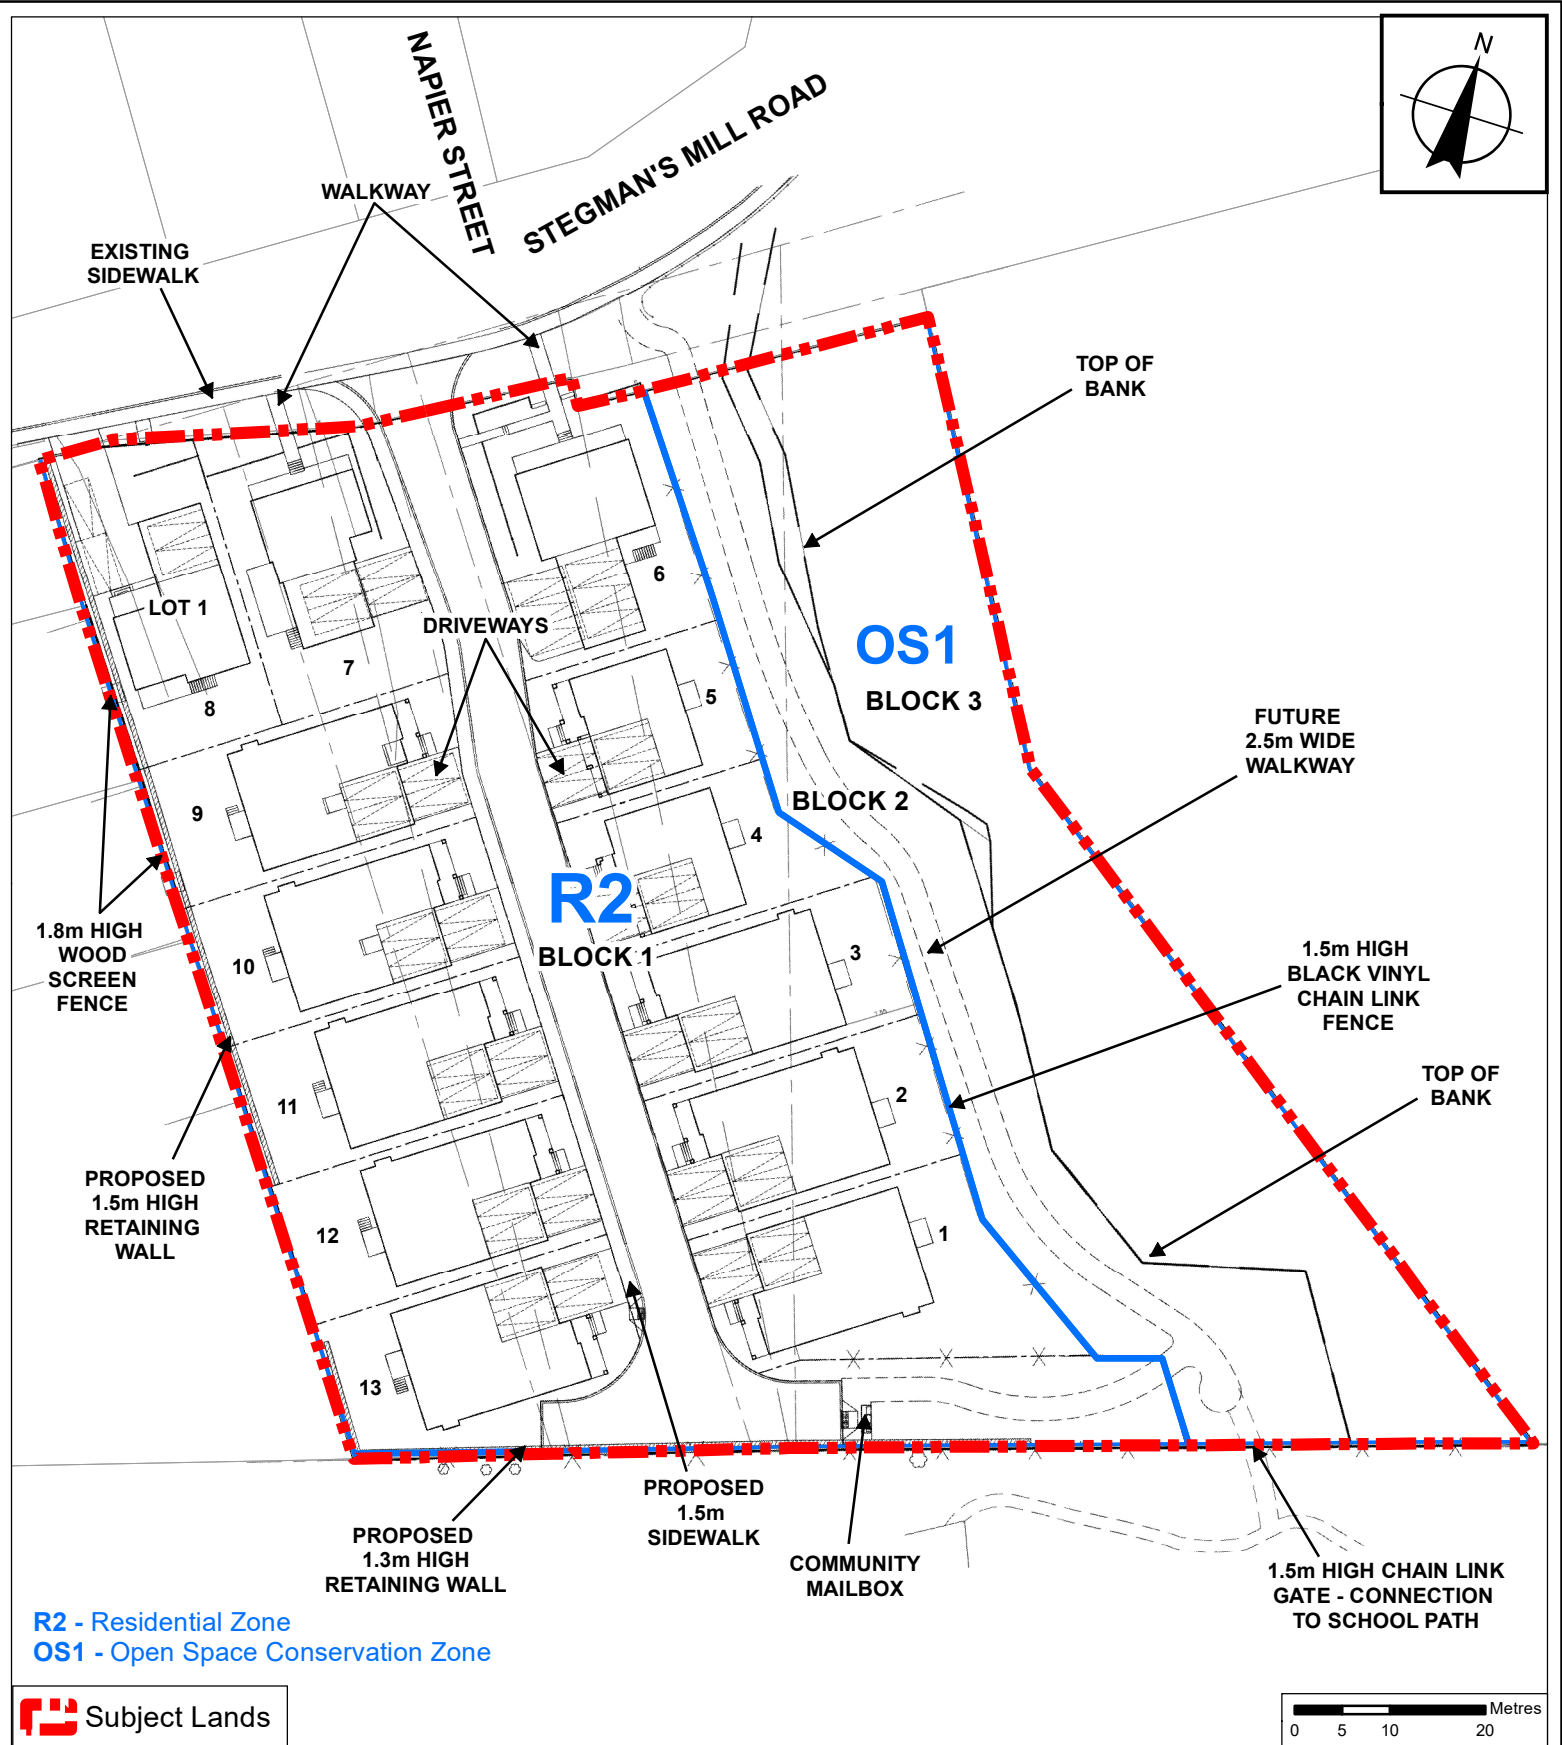 N
NAPIER STREET
STEGMAN'S MILL ROAD
WALKWAY
EXISTING
SIDEWALK
TOP OF
BANK
LOT 1
DRIVEWAYS
6
7
8
5
OS1
BLOCK 3
FUTURE
2.5m WIDE
WALKWAY
BLOCK 2
9
4
R2
BLOCK 1
1.8m HIGH
WOOD
SCREEN
FENCE
10
3
1.5m HIGH
BLACK VINYL
CHAIN LINK
FENCE
11
2
TOP OF
BANK
PROPOSED
1.5m HIGH
RETAINING
WALL
12
1
13
PROPOSED
1.5m
SIDEWALK
PROPOSED
1.3m HIGH
RETAINING WALL
COMMUNITY
MAILBOX
1.5m HIGH CHAIN LINK
GATE - CONNECTION
TO SCHOOL PATH
R2 - Residential Zone
OS1 - Open Space Conservation Zone
Subject Lands
Metres
0 5 10 20